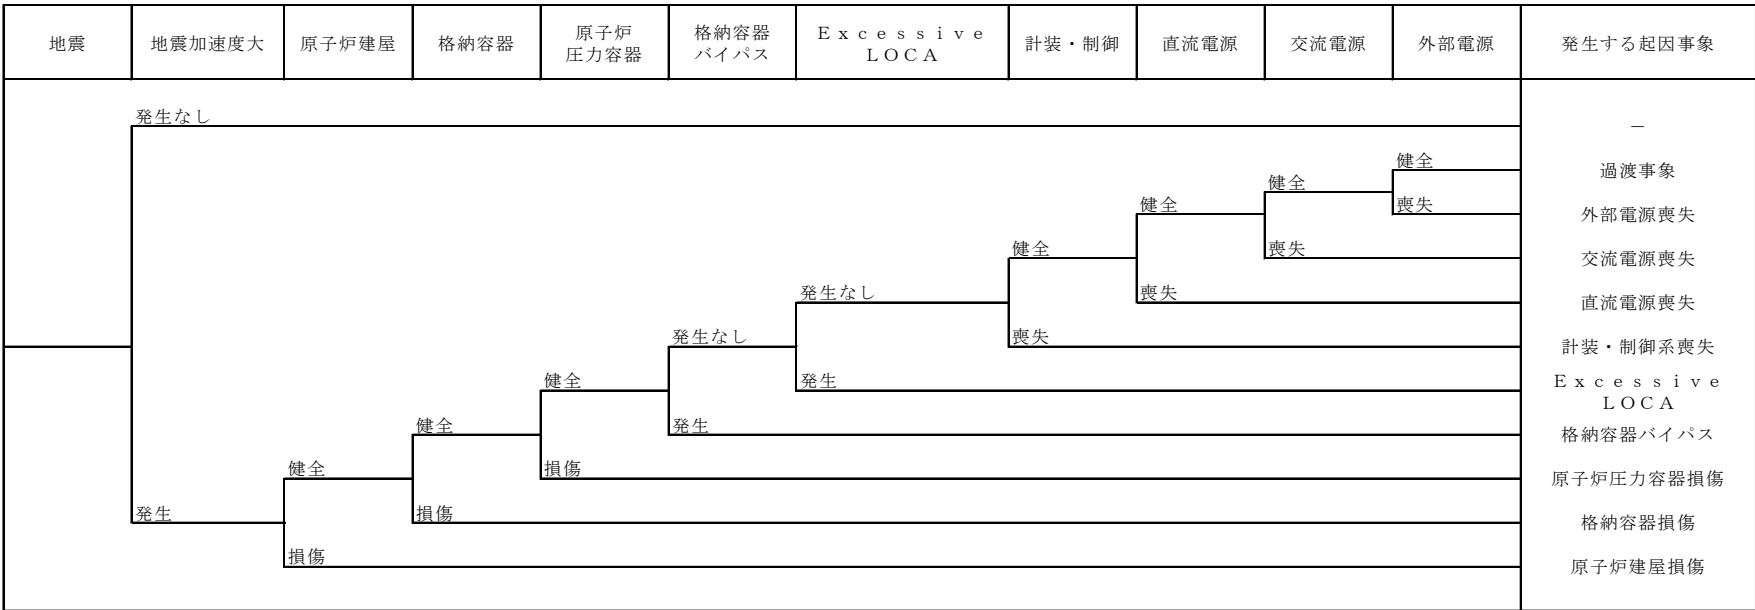 地震
地震加速度大
原子炉建屋
格納容器
原子炉
圧力容器
格納容器
バイパス
Ｅｘｃｅｓｓｉｖｅ
ＬＯＣＡ
計装・制御
直流電源
交流電源
外部電源
発生する起因事象
発生なし
－
健全
過渡事象
健全
健全
喪失
外部電源喪失
健全
喪失
交流電源喪失
発生なし
喪失
直流電源喪失
発生なし
喪失
計装・制御系喪失
健全
発生
Ｅｘｃｅｓｓｉｖｅ
ＬＯＣＡ
健全
発生
格納容器バイパス
健全
損傷
原子炉圧力容器損傷
発生
損傷
格納容器損傷
損傷
原子炉建屋損傷